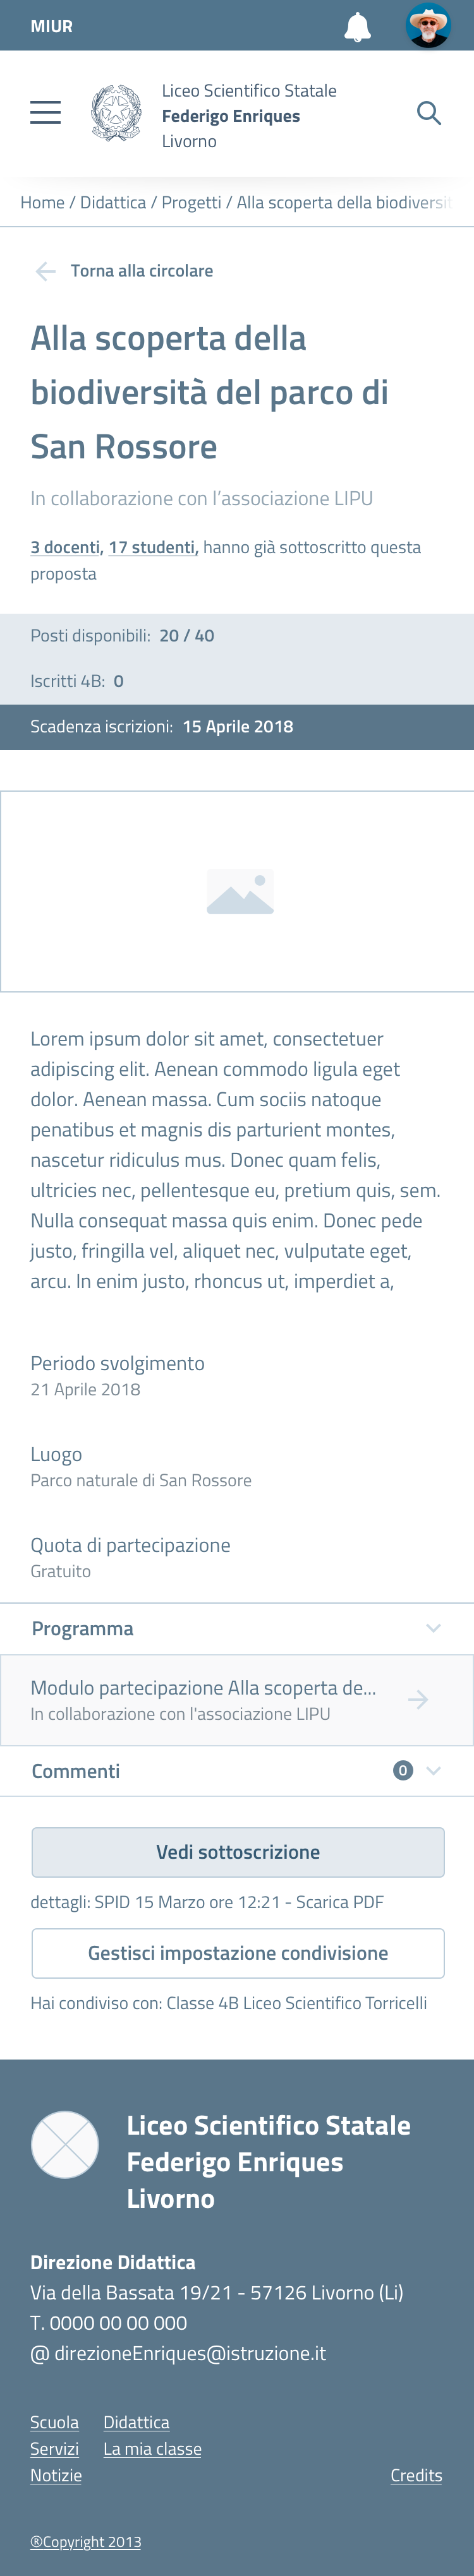 MIUR
Liceo Scientifico Statale
Federigo Enriques
Livorno
Home / Didattica / Progetti / Alla scoperta della biodiversit
Torna alla circolare
Alla scoperta della
biodiversità del parco di
San Rossore
In collaborazione con l’associazione LIPU
3 docenti, 17 studenti, hanno già sottoscritto questa
proposta
Posti disponibili: 20 / 40
Iscritti 4B: 0
Scadenza iscrizioni: 15 Aprile 2018
Lorem ipsum dolor sit amet, consectetuer
adipiscing elit. Aenean commodo ligula eget
dolor. Aenean massa. Cum sociis natoque
penatibus et magnis dis parturient montes,
nascetur ridiculus mus. Donec quam felis,
ultricies nec, pellentesque eu, pretium quis, sem.
Nulla consequat massa quis enim. Donec pede
justo, fringilla vel, aliquet nec, vulputate eget,
arcu. In enim justo, rhoncus ut, imperdiet a,
Periodo svolgimento
21 Aprile 2018
Luogo
Parco naturale di San Rossore
Quota di partecipazione
Gratuito
Programma
Modulo partecipazione Alla scoperta de...
In collaborazione con l'associazione LIPU
Commenti 0
Vedi sottoscrizione
dettagli: SPID 15 Marzo ore 12:21 - Scarica PDF
Gestisci impostazione condivisione
Hai condiviso con: Classe 4B Liceo Scientifico Torricelli
Liceo Scientifico Statale
Federigo Enriques
Livorno
Direzione Didattica
Via della Bassata 19/21 - 57126 Livorno (Li)
T. 0000 00 00 000
@ direzioneEnriques@istruzione.it
Scuola Didattica
Servizi La mia classe
Notizie Credits
®Copyright 2013